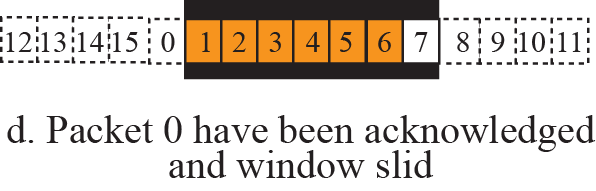 12 13 14 15 0 1 2 3 4 5 6 7 8 9 10 11
d. Packet 0 have been acknowledged
and window slid